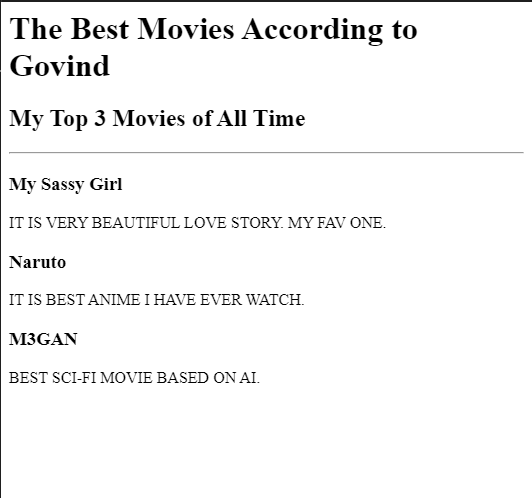 The Best Movies According to
Govind
My Top 3 Movies of All Time
My Sassy Girl
IT IS VERY BEAUTIFUL LOVE STORY. MY FAV ONE.
Naruto
IT IS BEST ANIME I HAVE EVER WATCH.
M3GAN
BEST SCI-FI MOVIE BASED ON AI.